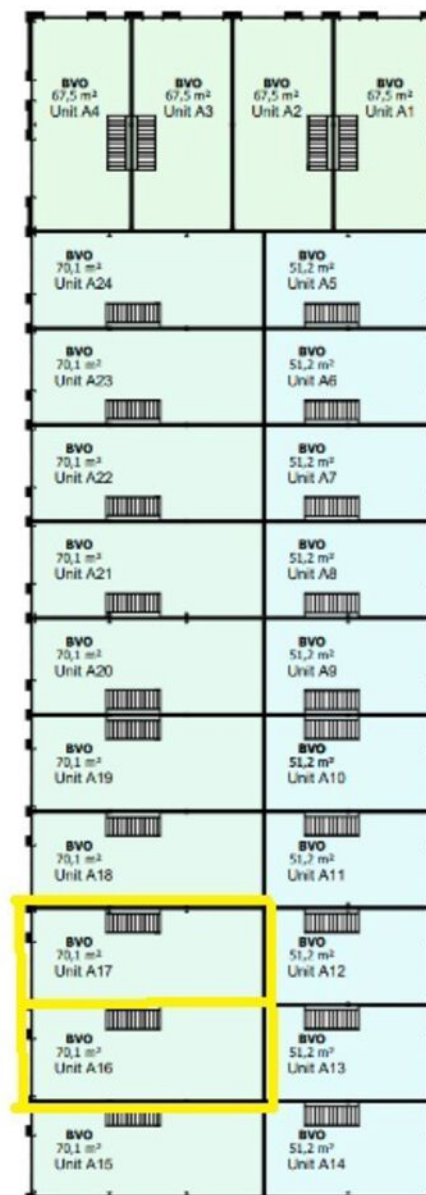 BVO
67,5 m²
Unit A4
BVO
67,5 m²
Unit A3
BVO
67,5 m²
Unit A2
BVO
67,5 m²
Unit A1
BVO
70,1 m²
Unit A24
BVO
51,2 m²
Unit A5
BVO
70,1 m²
Unit A23
BVO
51,2 m²
Unit A6
BVO
70,1 m²
Unit A22
BVO
51,2 m²
Unit A7
BVO
70,1 m²
Unit A21
BVO
51,2 m²
Unit A8
BVO
70,1 m²
Unit A20
BVO
51,2 m²
Unit A9
BVO
70,1 m²
Unit A19
BVO
51,2 m²
Unit A10
BVO
70,1 m²
Unit A18
BVO
51,2 m²
Unit A11
BVO
70,1 m²
Unit A17
BVO
51,2 m²
Unit A12
BVO
70,1 m²
Unit A16
BVO
51,2 m²
Unit A13
BVO
70,1 m²
Unit A15
BVO
51,2 m²
Unit A14